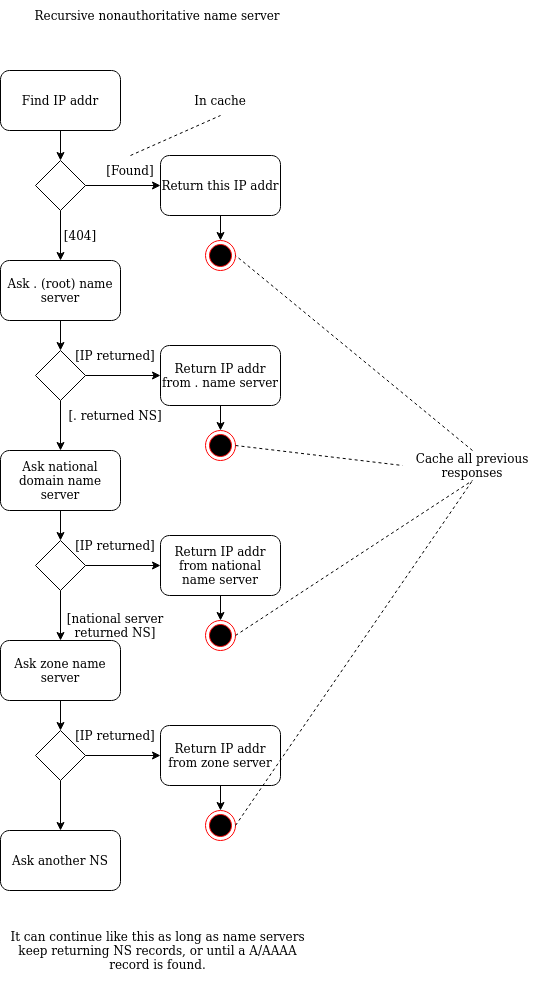 Recursive nonauthoritative name server
Find IP addr
In cache
[Found]
Return this IP addr
[404]
Ask . (root) name
server
[IP returned]
Return IP addr
from . name server
[. returned NS]
Ask national
domain name
server
Cache all previous
responses
[IP returned]
Return IP addr
from national
name server
[national server
returned NS]
Ask zone name
server
[IP returned]
Return IP addr
from zone server
Ask another NS
It can continue like this as long as name servers
keep returning NS records, or until a A/AAAA
record is found.